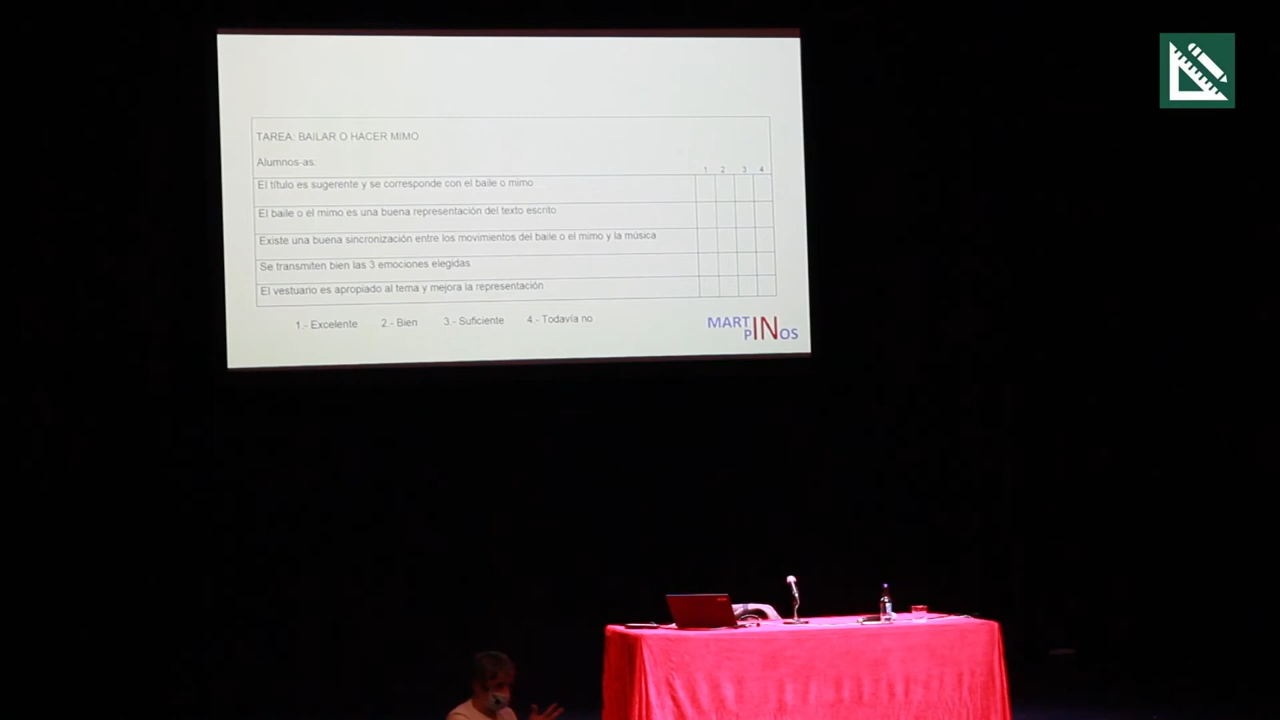 TAREA: BAILAR O HACER MIMO
Alumnos-as:
1 2 3 4
El título es sugerente y se corresponde con el baile o mimo
El baile o el mimo es una buena representación del texto escrito
Existe una buena sincronización entre los movimientos del baile o el mimo y la música
Se transmiten bien las 3 emociones elegidas
El vestuario es apropiado al tema y mejora la representación
1.- Excelente 2.- Bien 3.- Suficiente 4.- Todavía no
MARTIN
PINOS